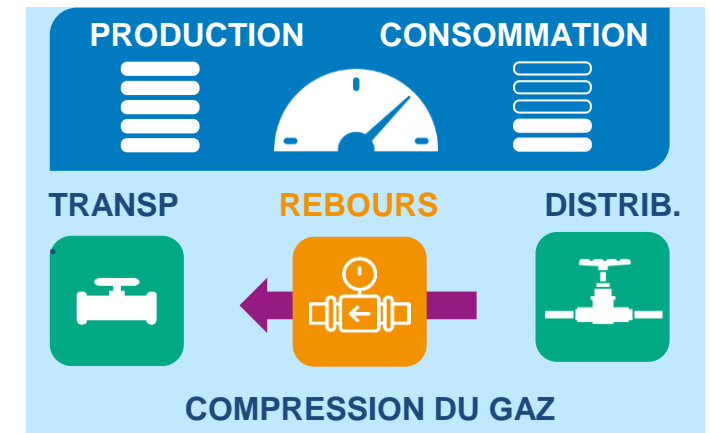 PRODUCTION CONSOMMATION
TRANSP REBOURS DISTRIB.
.
COMPRESSION DU GAZ